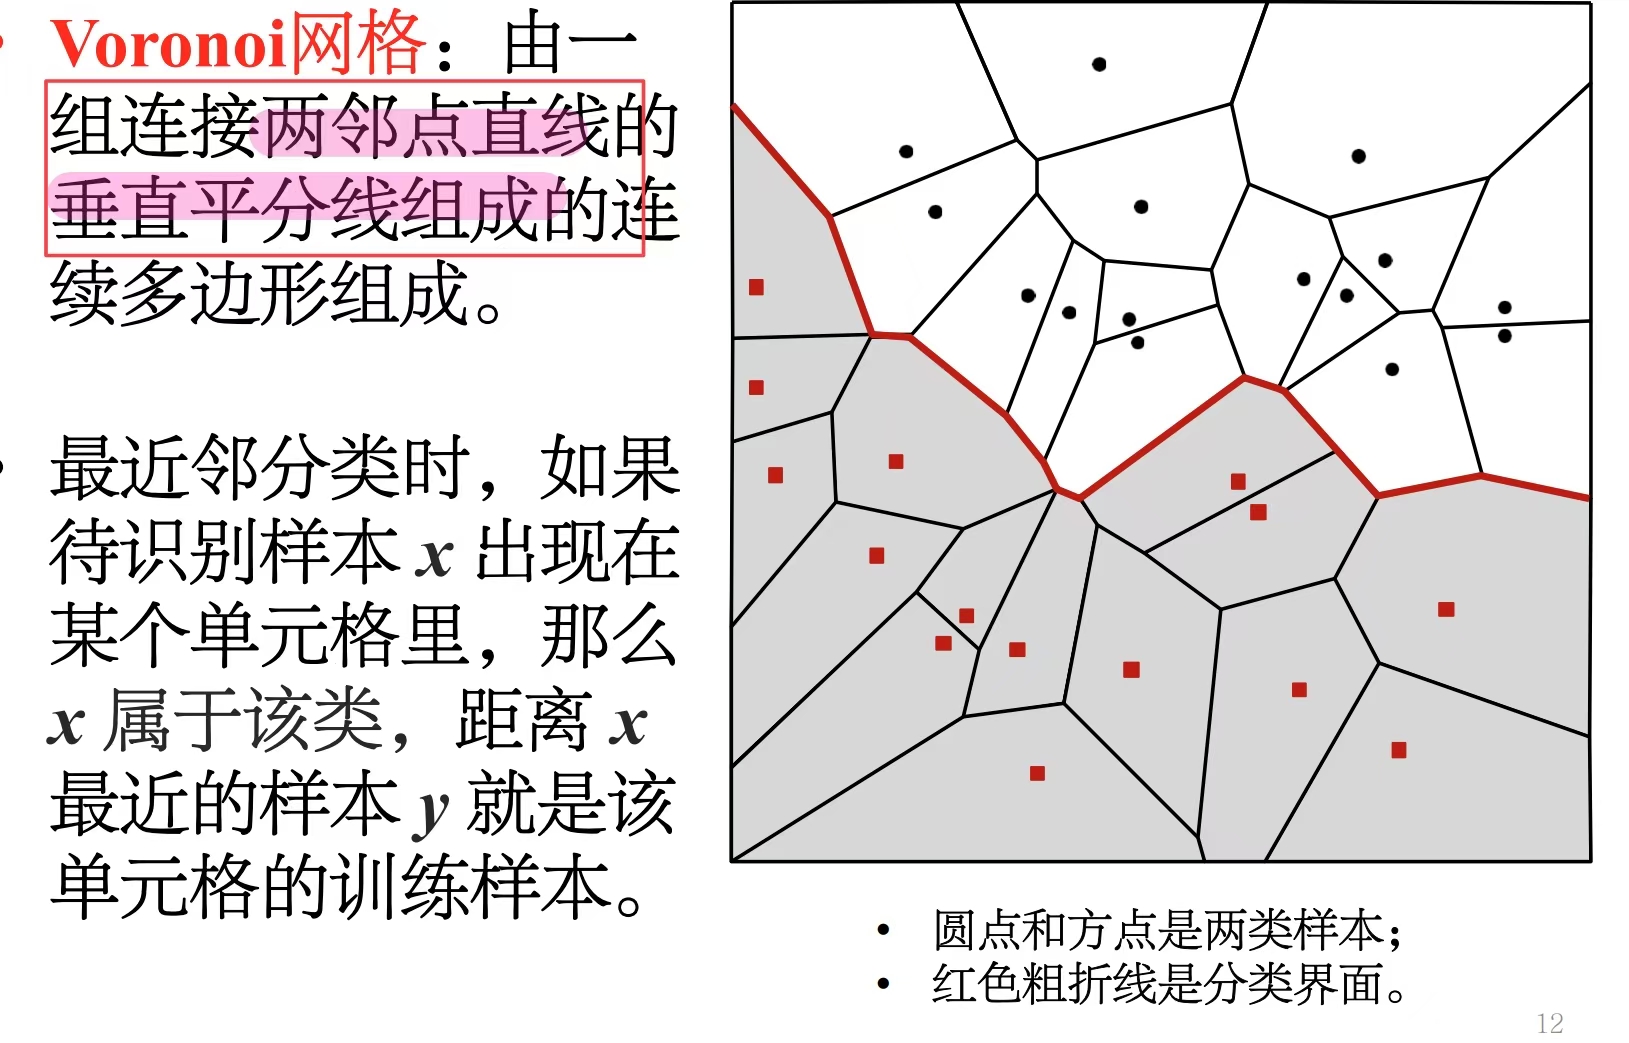 • Voronoi网格：由一
组连接两邻点直线的
垂直平分线组成的连
续多边形组成。
• 最近邻分类时，如果
待识别样本 x 出现在
某个单元格里，那么
x 属于该类，距离 x
最近的样本 y 就是该
单元格的训练样本。
• 圆点和方点是两类样本；
• 红色粗折线是分类界面。
12